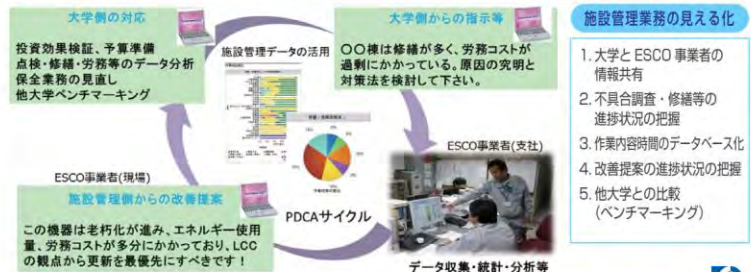 大学側の対応
投資効果検証、予算準備
点検・修繕・労務等のデータ分析
保全業務の見直し
他大学ベンチマーキング
施設管理データの活用
大学側からの指示等
〇〇棟は修繕が多く、労務コストが
過剰にかかっている。原因の究明と
対策法を検討して下さい。
ESCO事業者(支社)
ESCO事業者(現場)
施設管理側からの改善提案
この機器は老朽化が進み、エネルギー使用
量、労務コストが多分にかかっており、LCC
の観点から更新を最優先にすべきです！
PDCAサイクル
データ収集・統計・分析等
施設管理業務の見える化
1. 大学と ESCO 事業者の
情報共有
2. 不具合調査・修繕等の
進捗状況の把握
3. 作業内容時間のデータベース化
4. 改善提案の進捗状況の把握
5. 他大学との比較
(ベンチマーキング)